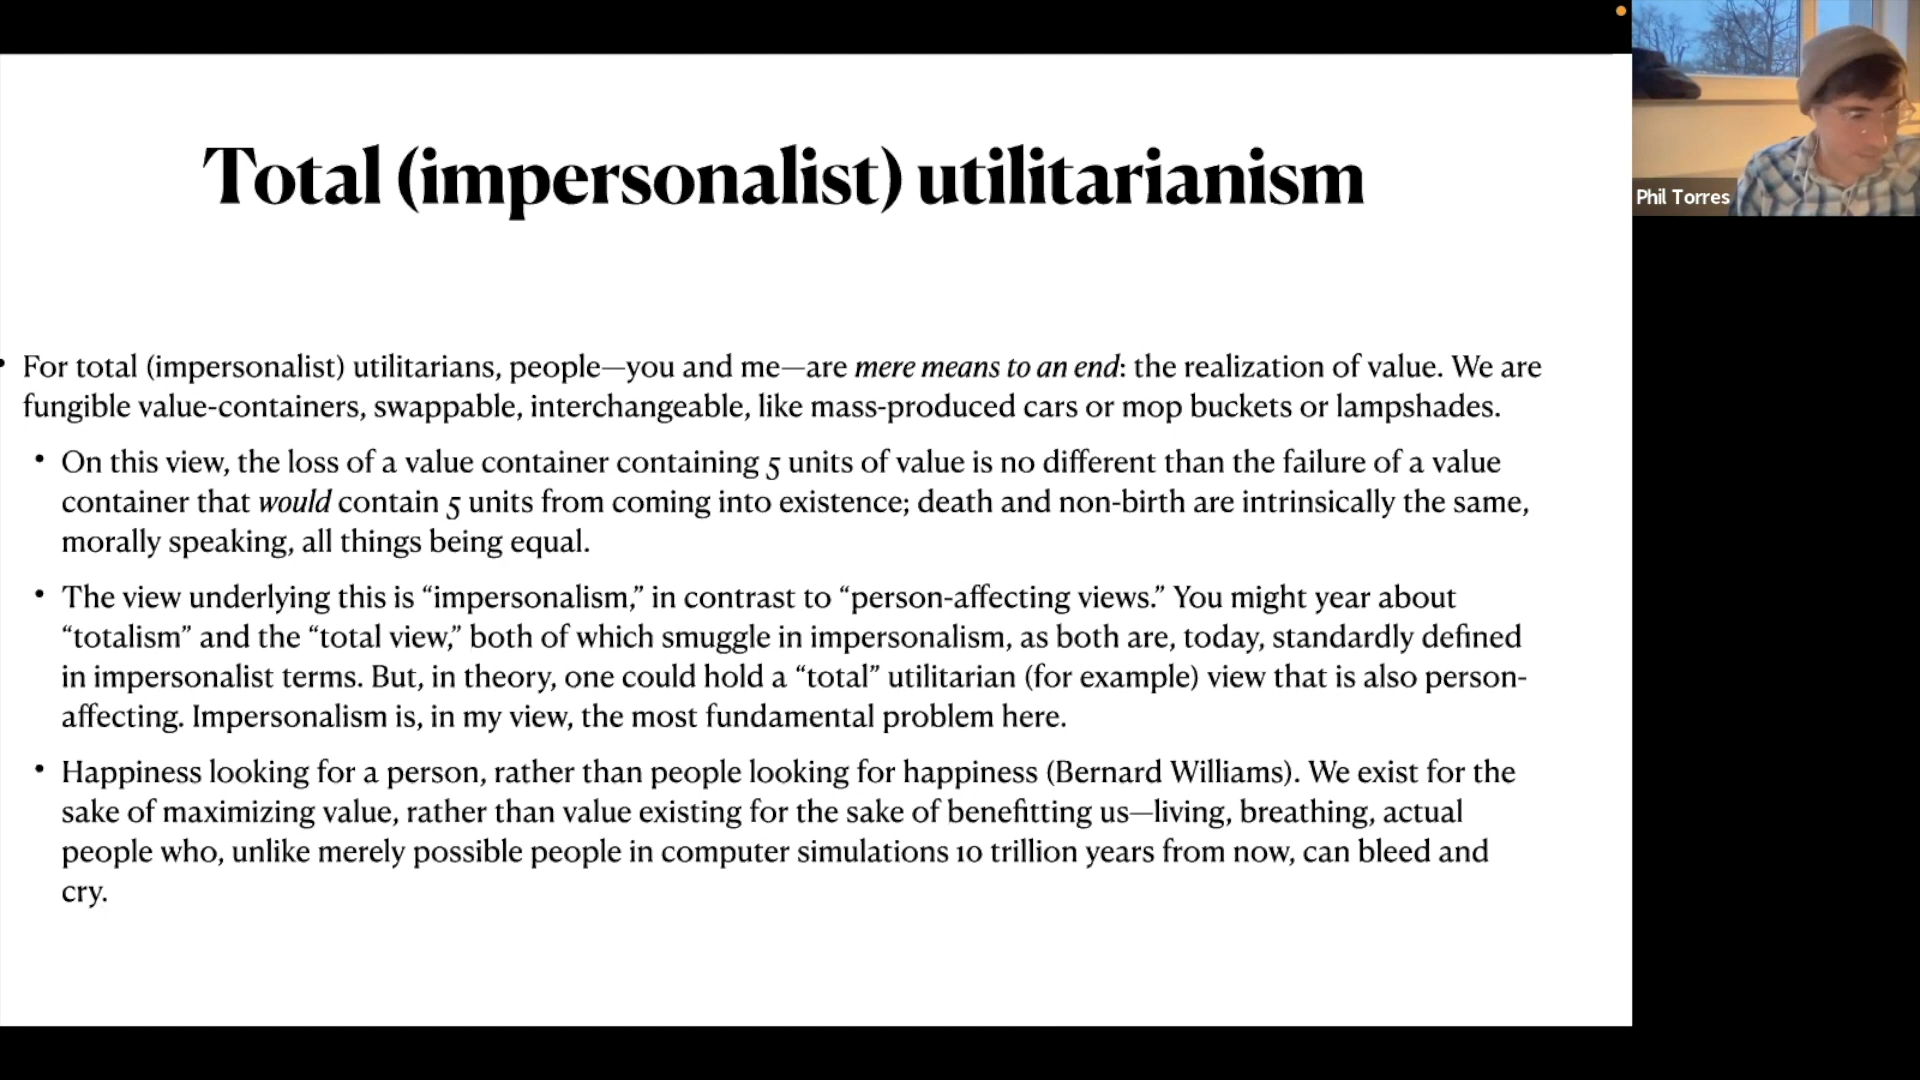 Total (impersonalist) utilitarianism
Phil Torres
• For total (impersonalist) utilitarians, people—you and me—are mere means to an end: the realization of value. We are
fungible value-containers, swappable, interchangeable, like mass-produced cars or mop buckets or lampshades.
• On this view, the loss of a value container containing 5 units of value is no different than the failure of a value
container that would contain 5 units from coming into existence; death and non-birth are intrinsically the same,
morally speaking, all things being equal.
• The view underlying this is “impersonalism,” in contrast to “person-affecting views.” You might year about
“totalism” and the “total view,” both of which smuggle in impersonalism, as both are, today, standardly defined
in impersonalist terms. But, in theory, one could hold a “total” utilitarian (for example) view that is also person-
affecting. Impersonalism is, in my view, the most fundamental problem here.
• Happiness looking for a person, rather than people looking for happiness (Bernard Williams). We exist for the
sake of maximizing value, rather than value existing for the sake of benefitting us—living, breathing, actual
people who, unlike merely possible people in computer simulations 10 trillion years from now, can bleed and
cry.